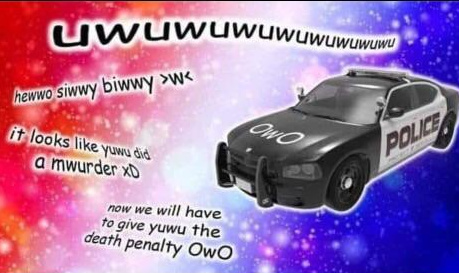 uwuwuwuwuwuwuwuwu
hewwo siwwy biwwy >w<
it looks like yuwu did
a mwurder xD
OwO
POLICE
now we will have
to give yuwu the
death penalty OwO